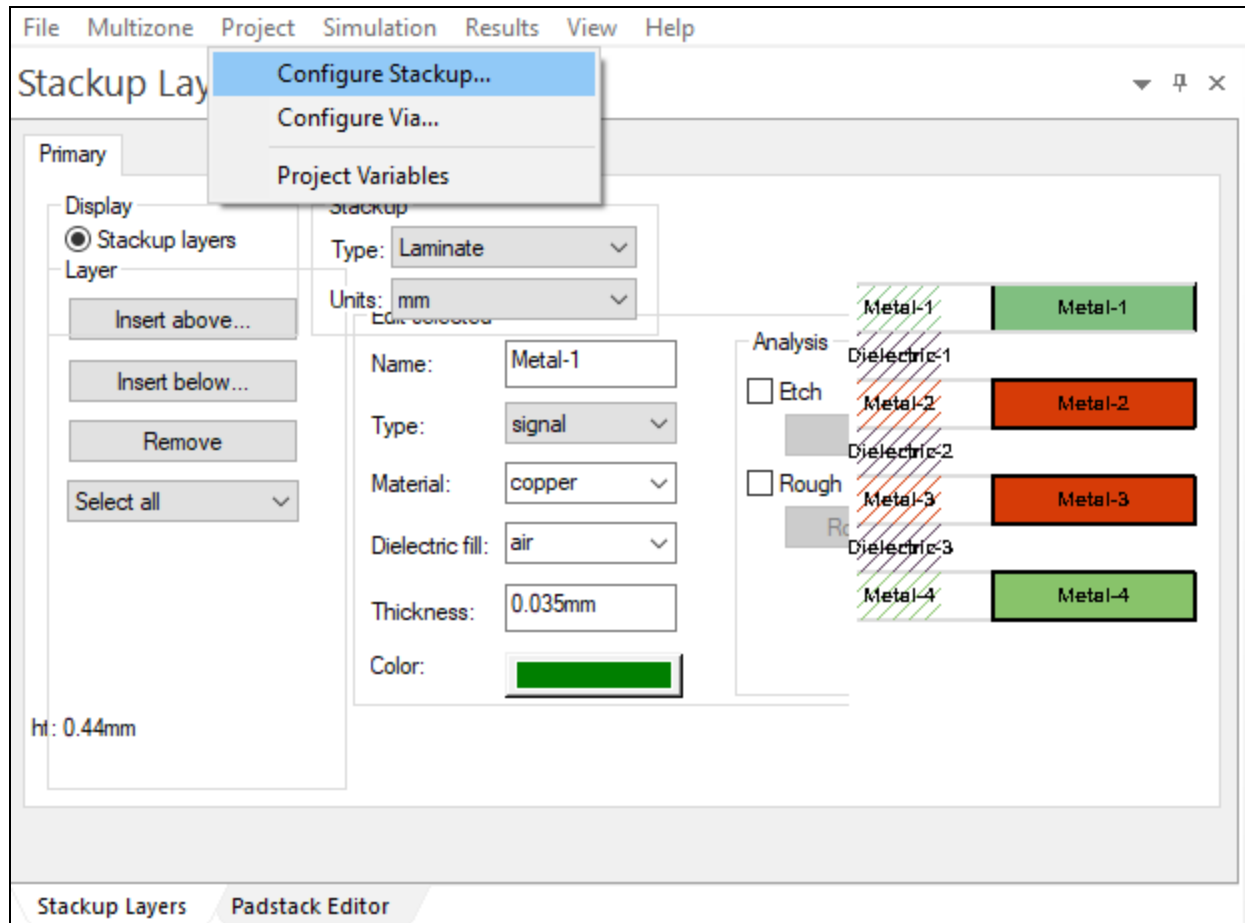 File Multizone Project Simulation Results View Help
Stackup Lay
Configure Stackup...
Configure Via...
Project Variables
Primary
Display
Stackup layers
Layer
Insert above...
Insert below...
Remove
Select all
ht: 0.44mm
Stackup
Type: Laminate
Units: mm
Edit selected
Name: Metal-1
Type: signal
Material: copper
Dielectric fill: air
Thickness: 0.035mm
Color:
Analysis
Etch
Rough
Ro
Metal-1 Metal-1
Dielectric-1
Metal-2 Metal-2
Dielectric-2
Metal-3 Metal-3
Dielectric-3
Metal-4 Metal-4
Stackup Layers Padstack Editor